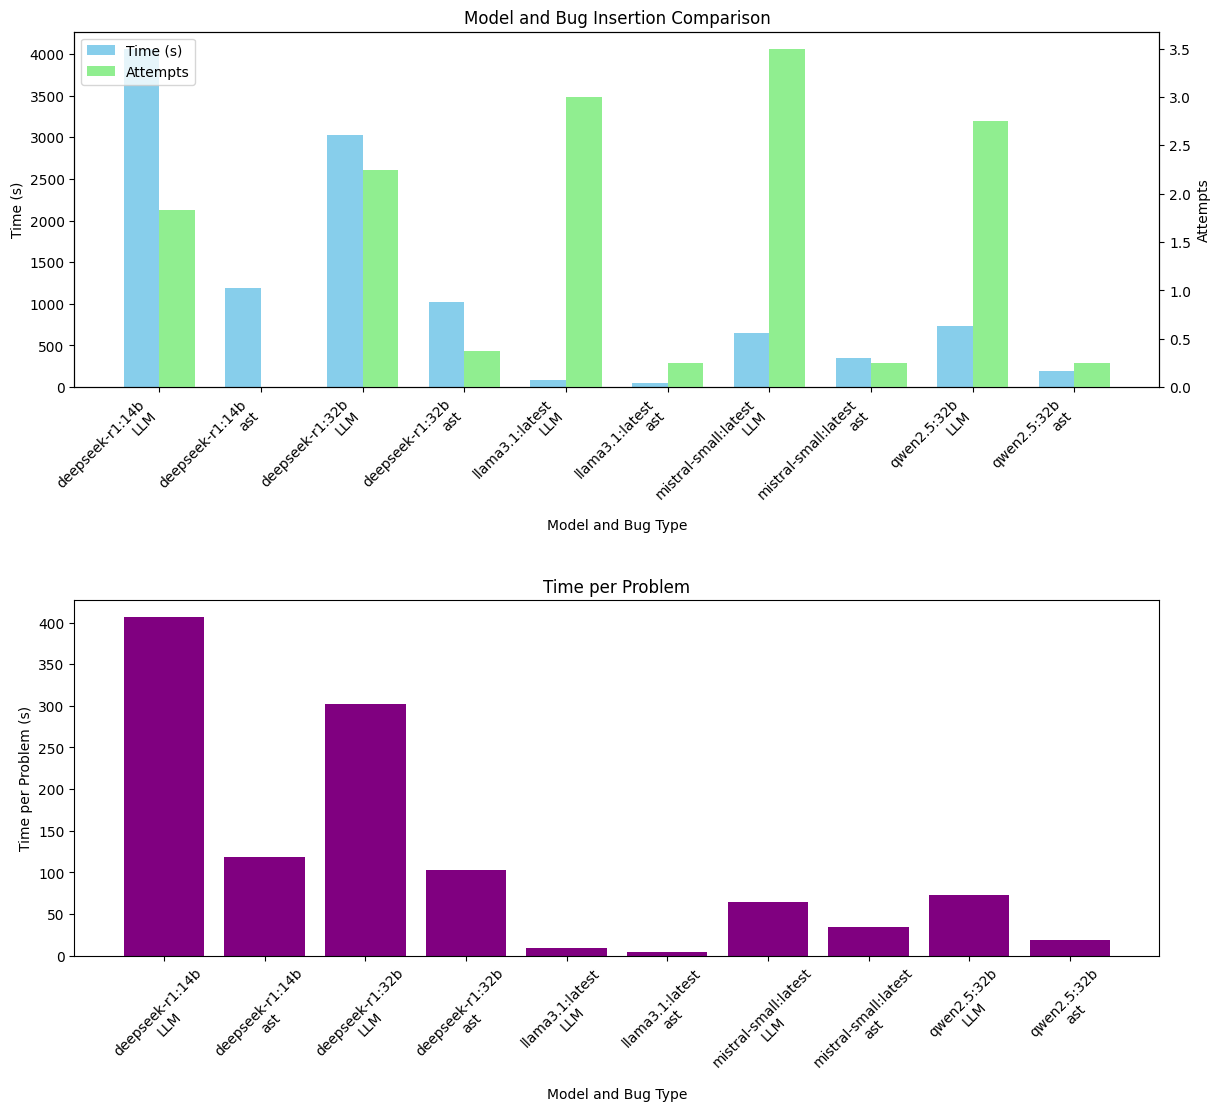 Model and Bug Insertion Comparison
Time (s)
Attempts
4000
3500
3000
2500
2000
1500
1000
500
0
Time (s)
3.5
3.0
2.5
2.0
1.5
1.0
0.5
0.0
Attempts
deepseek-r1:14b
LLM
deepseek-r1:14b
ast
deepseek-r1:32b
LLM
deepseek-r1:32b
ast
llama3.1:latest
LLM
llama3.1:latest
ast
mistral-small:latest
LLM
mistral-small:latest
ast
qwen2.5:32b
LLM
qwen2.5:32b
ast
Model and Bug Type
Time per Problem
400
350
300
250
200
150
100
50
0
Time per Problem (s)
deepseek-r1:14b
LLM
deepseek-r1:14b
ast
deepseek-r1:32b
LLM
deepseek-r1:32b
ast
llama3.1:latest
LLM
llama3.1:latest
ast
mistral-small:latest
LLM
mistral-small:latest
ast
qwen2.5:32b
LLM
qwen2.5:32b
ast
Model and Bug Type